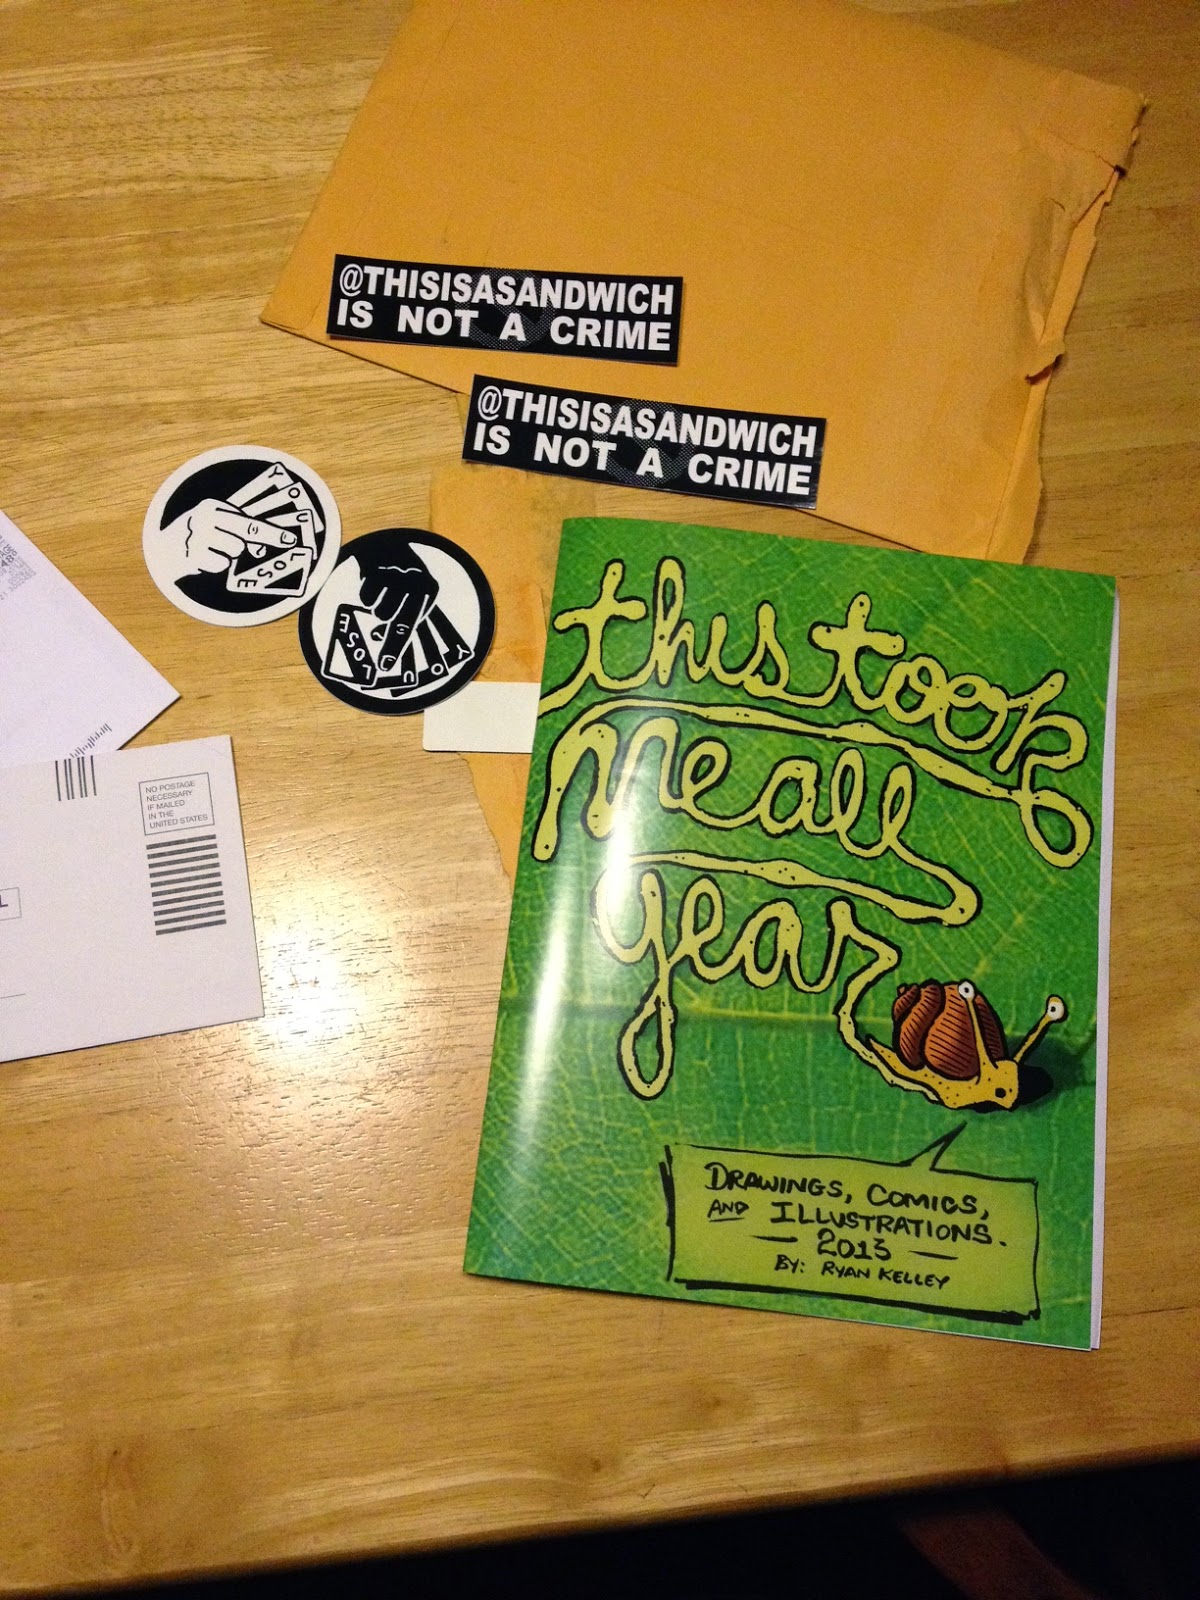 @THISISASANDWICH
IS NOT A CRIME
@THISISASANDWICH
IS NOT A CRIME
YOU
LOSE
YOU
LOSE
this took
me all
year
DRAWINGS, COMICS,
AND ILLUSTRATIONS.
— 2013 —
BY: RYAN KELLEY
NO POSTAGE
NECESSARY
IF MAILED
IN THE
UNITED STATES
L